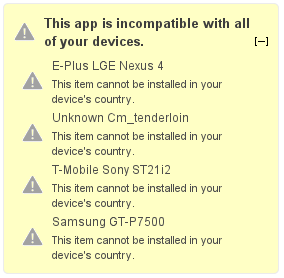 This app is incompatible with all
of your devices.
[–]
E-Plus LGE Nexus 4
This item cannot be installed in your
device's country.
Unknown Cm_tenderloin
This item cannot be installed in your
device's country.
T-Mobile Sony ST21i2
This item cannot be installed in your
device's country.
Samsung GT-P7500
This item cannot be installed in your
device's country.